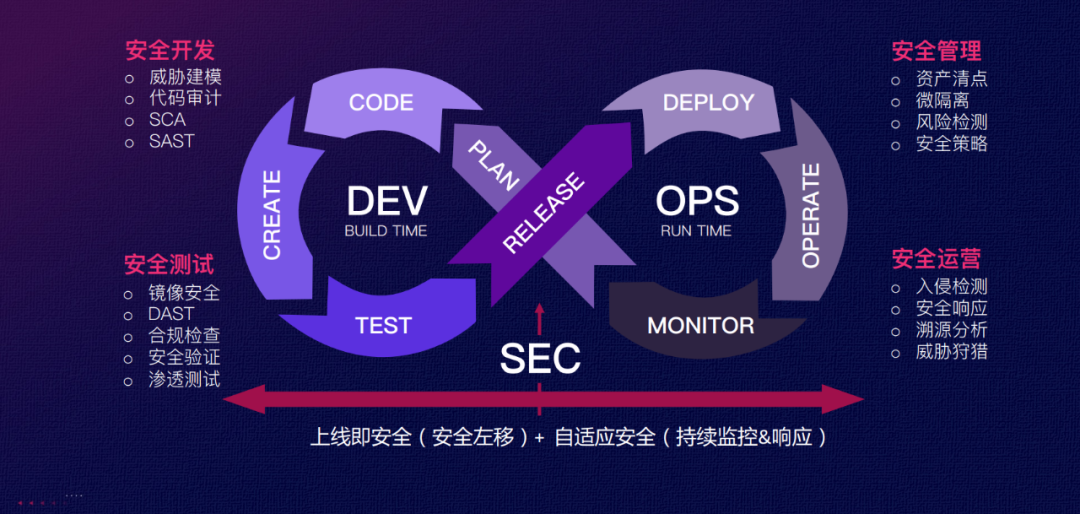 安全开发
威胁建模
代码审计
SCA
SAST
安全测试
镜像安全
DAST
合规检查
安全验证
渗透测试
CODE
CREATE
PLAN
DEV
BUILD TIME
TEST
RELEASE
DEPLOY
OPS
RUN TIME
OPERATE
MONITOR
SEC
安全管理
资产清点
微隔离
风险检测
安全策略
安全运营
入侵检测
安全响应
溯源分析
威胁狩猎
上线即安全（安全左移）+ 自适应安全（持续监控&响应）